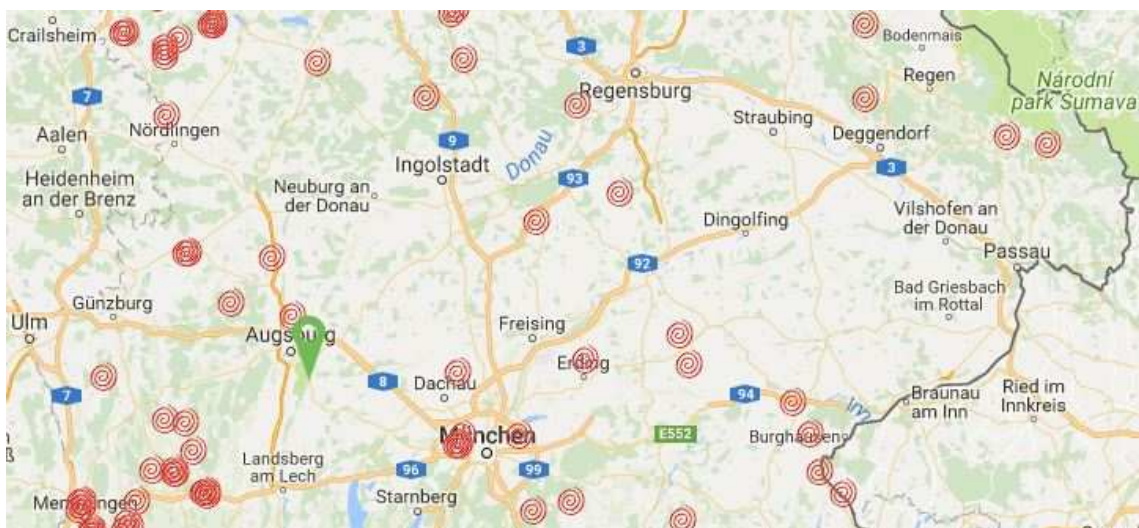 Crailsheim
Bodenmais
3
Regensburg
Regen
Národní
park Šumava
7
Aalen
Nördlingen
9
Straubing
Deggendorf
Ingolstadt
Donau
3
Heidenheim
an der Brenz
Neuburg an
der Donau
93
Dingolfing
Vilshofen an
der Donau
Passau
92
Bad Griesbach
im Rottal
Günzburg
Ulm
Augsburg
Freising
Erding
7
8
Dachau
94
Inn
Braunau
am Inn
Ried im
Innkreis
München
E552
Burghausen
Landsberg
am Lech
96
99
Memmingen
Starnberg